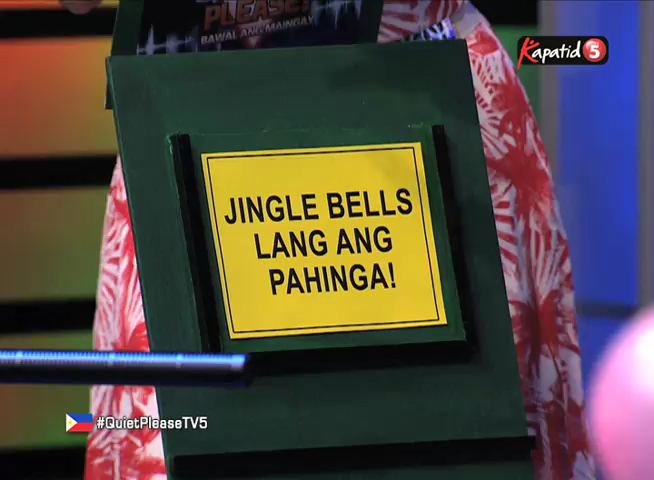 PLEASE!
BAWAL ANG MAINGAY
Kapatid 5
JINGLE BELLS
LANG ANG
PAHINGA!
#QuietPleaseTV5